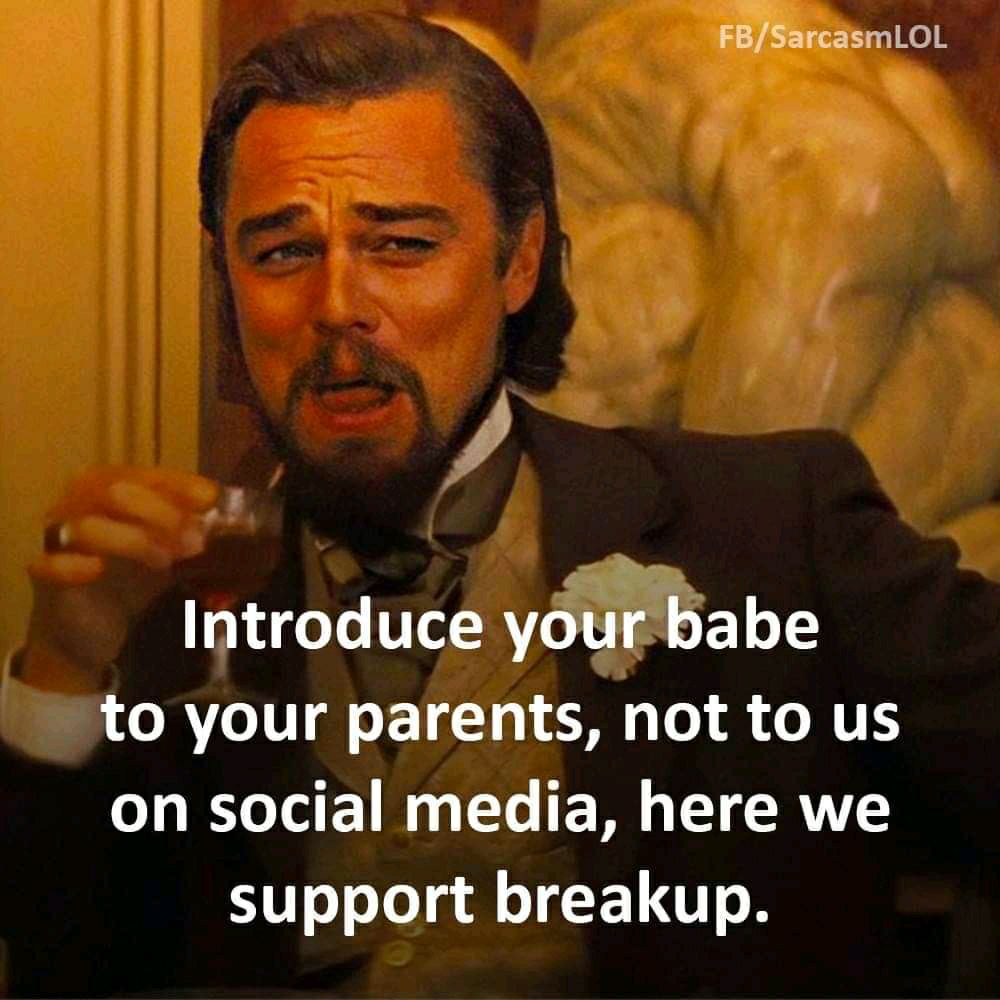 FB/SarcasmLOL
Introduce your babe
to your parents, not to us
on social media, here we
support breakup.